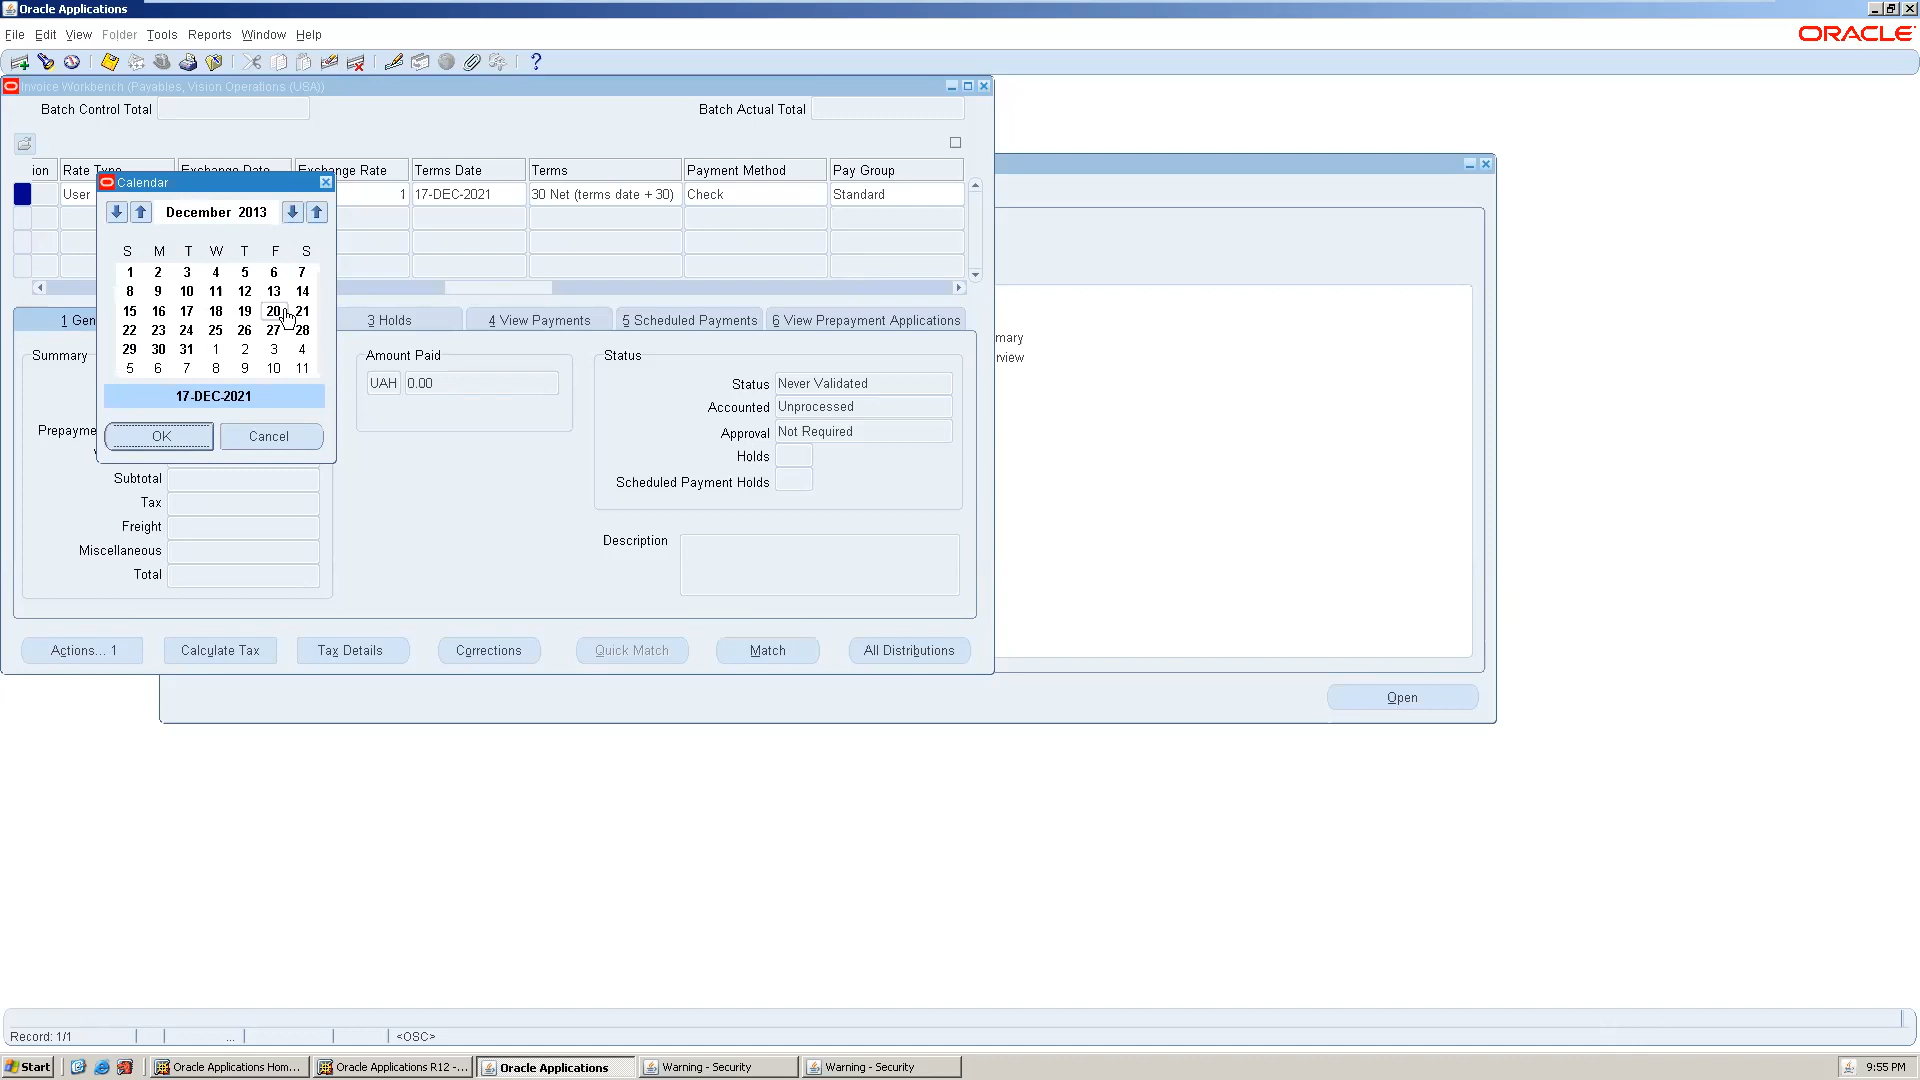 Oracle Applications
File Edit View Folder Tools Reports Window Help
ORACLE
Invoice Workbench (Payables, Vision Operations (USA))
Batch Control Total
Batch Actual Total
ion Rate Type Exchange Date Exchange Rate Terms Date Terms Payment Method Pay Group
User 1 17-DEC-2021 30 Net (terms date + 30) Check Standard
Calendar
December 2013
S M T W T F S
1 2 3 4 5 6 7
8 9 10 11 12 13 14
15 16 17 18 19 20 21
22 23 24 25 26 27 28
29 30 31 1 2 3 4
5 6 7 8 9 10 11
17-DEC-2021
OK Cancel
1 Gen 3 Holds 4 View Payments 5 Scheduled Payments 6 View Prepayment Applications
Summary
Prepayme
Subtotal
Tax
Freight
Miscellaneous
Total
Amount Paid
UAH 0.00
Status
Status Never Validated
Accounted Unprocessed
Approval Not Required
Holds
Scheduled Payment Holds
Description
Actions... 1 Calculate Tax Tax Details Corrections Quick Match Match All Distributions
mary
rview
Open
Record: 1/1 ... <OSC>
Start Oracle Applications Hom... Oracle Applications R12 -... Oracle Applications Warning - Security Warning - Security 9:55 PM